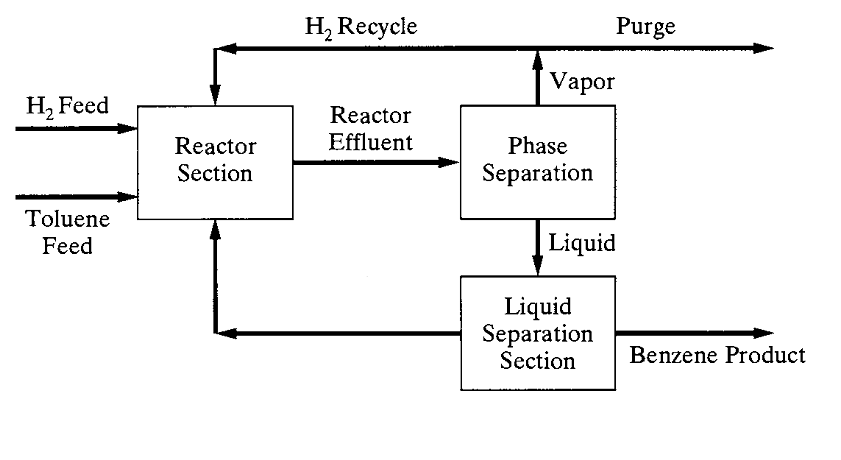 H₂ Recycle
Purge
Vapor
H₂ Feed
Reactor
Effluent
Reactor
Section
Phase
Separation
Toluene
Feed
Liquid
Liquid
Separation
Section
Benzene Product